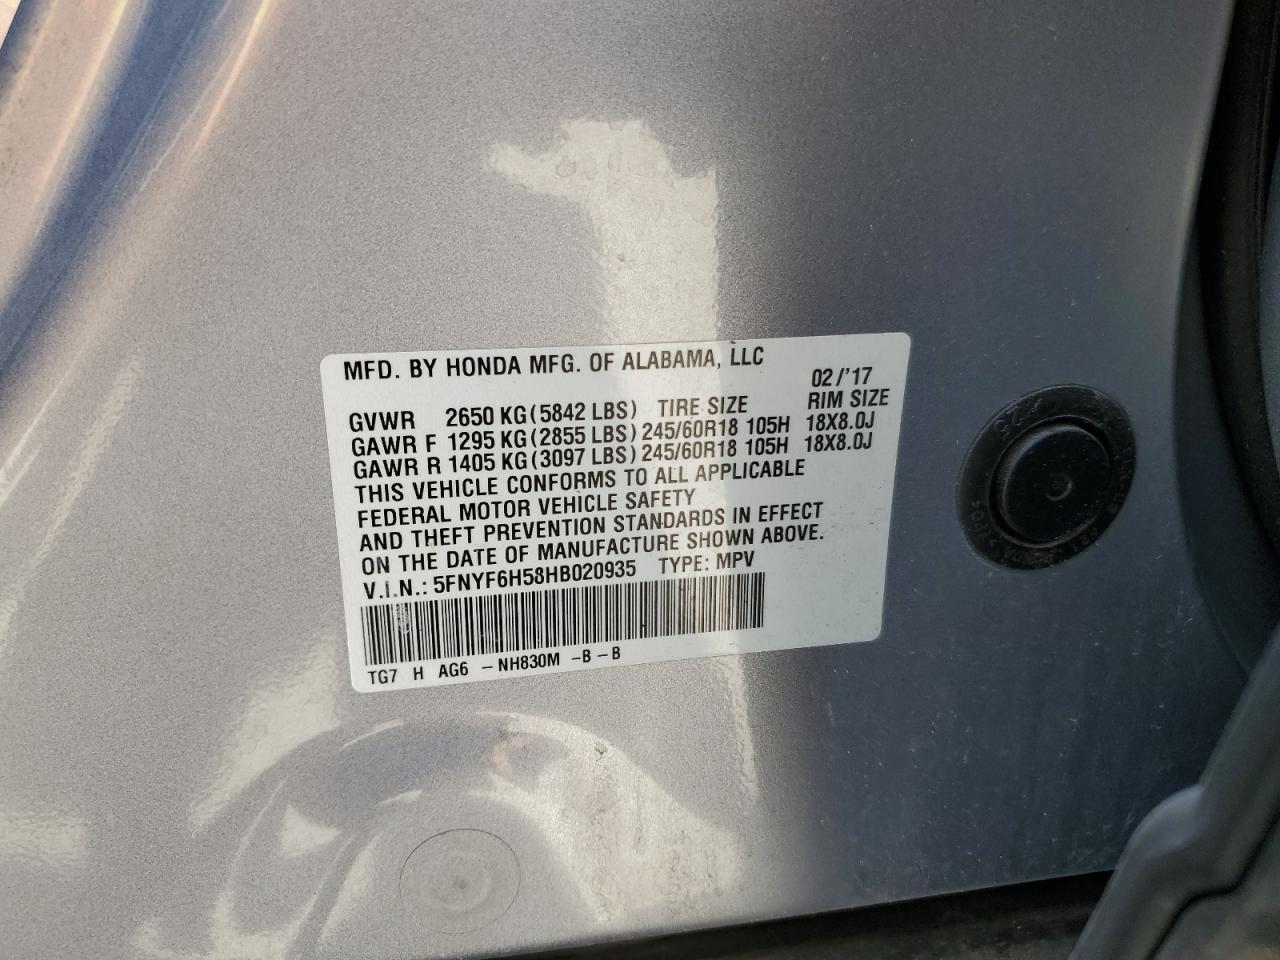 MFD. BY HONDA MFG. OF ALABAMA, LLC
02/'17
GVWR 2650 KG(5842 LBS) TIRE SIZE RIM SIZE
GAWR F 1295 KG(2855 LBS) 245/60R18 105H 18X8.0J
GAWR R 1405 KG(3097 LBS) 245/60R18 105H 18X8.0J
THIS VEHICLE CONFORMS TO ALL APPLICABLE
FEDERAL MOTOR VEHICLE SAFETY
AND THEFT PREVENTION STANDARDS IN EFFECT
ON THE DATE OF MANUFACTURE SHOWN ABOVE.
V.I.N.: 5FNYF6H58HB020935 TYPE: MPV
TG7 H AG6 -NH830M -B-B
25